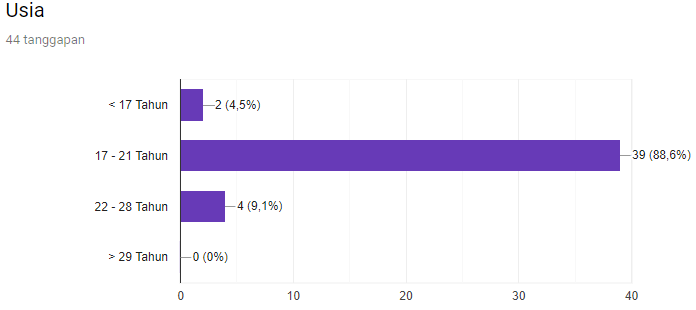 Usia
44 tanggapan
< 17 Tahun 2 (4,5%)
17 - 21 Tahun 39 (88,6%)
22 - 28 Tahun 4 (9,1%)
> 29 Tahun 0 (0%)
0 10 20 30 40